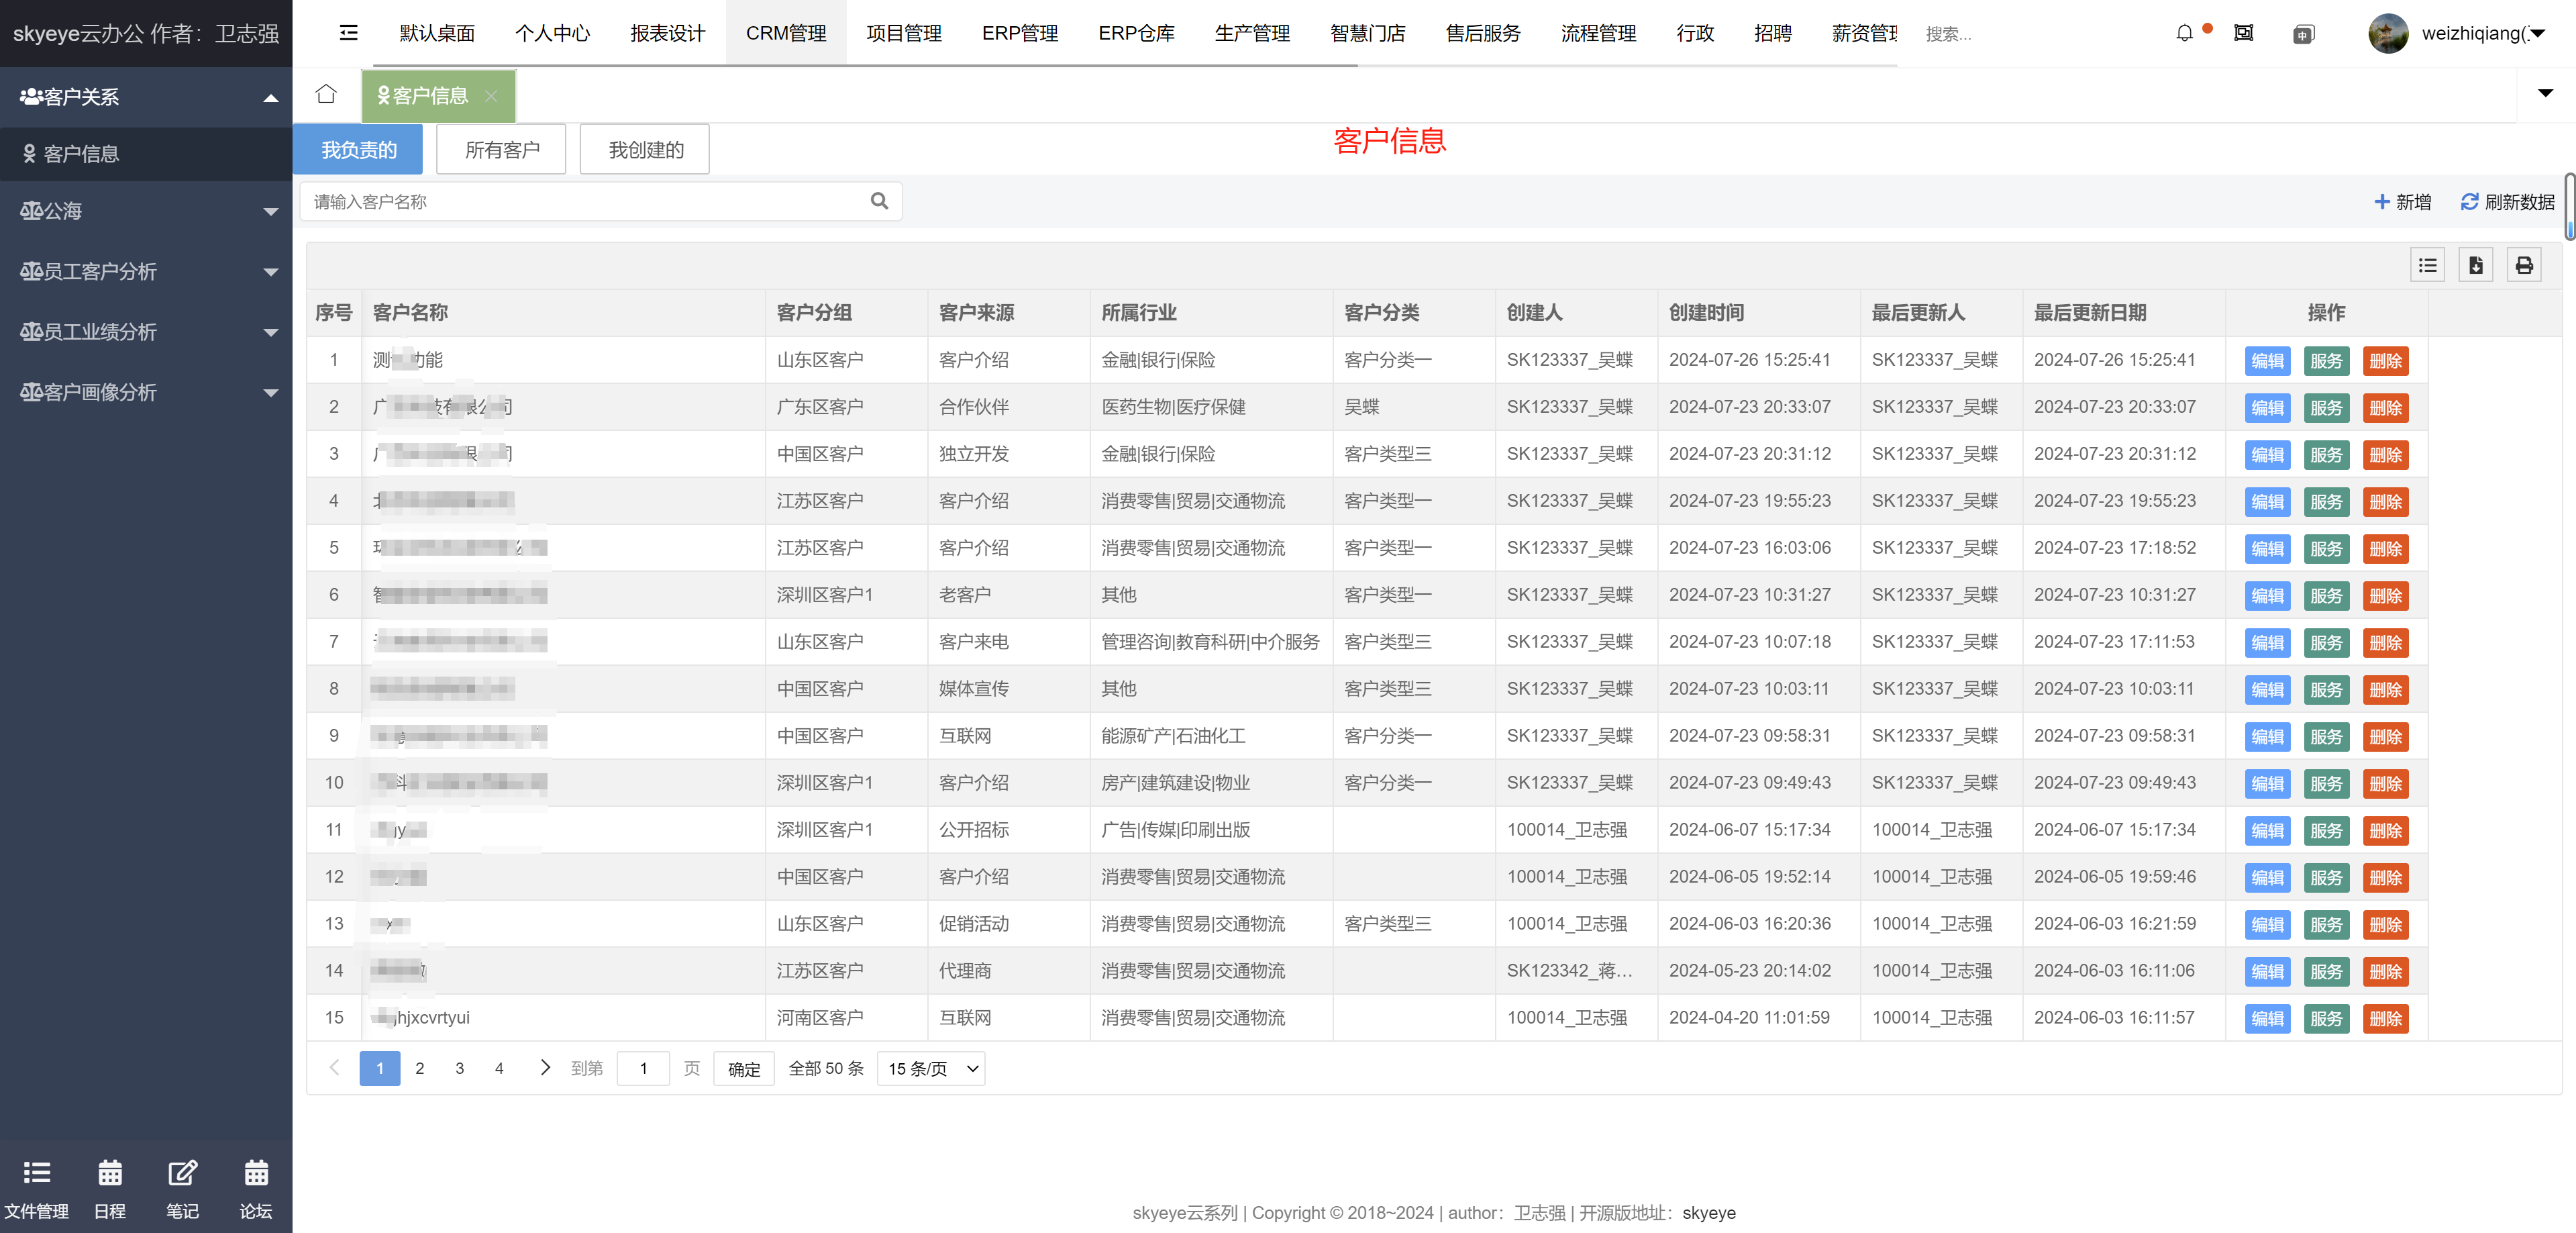 skyeye云办公 作者：卫志强
默认桌面 个人中心 报表设计 CRM管理 项目管理 ERP管理 ERP仓库 生产管理 智慧门店 售后服务 流程管理 行政 招聘 薪资管理 搜索... weizhiqiang(
客户关系
客户信息
公海
员工客户分析
员工业绩分析
客户画像分析
文件管理 日程 笔记 论坛
客户信息
我负责的 所有客户 我创建的
客户信息
请输入客户名称
新增 刷新数据
序号 客户名称 客户分组 客户来源 所属行业 客户分类 创建人 创建时间 最后更新人 最后更新日期 操作
1 测 功能 山东区客户 客户介绍 金融|银行|保险 客户分类一 SK123337_吴蝶 2024-07-26 15:25:41 SK123337_吴蝶 2024-07-26 15:25:41 编辑 服务 删除
2 广 技有限公司 广东区客户 合作伙伴 医药生物|医疗保健 吴蝶 SK123337_吴蝶 2024-07-23 20:33:07 SK123337_吴蝶 2024-07-23 20:33:07 编辑 服务 删除
3 广 限公司 中国区客户 独立开发 金融|银行|保险 客户类型三 SK123337_吴蝶 2024-07-23 20:31:12 SK123337_吴蝶 2024-07-23 20:31:12 编辑 服务 删除
4 江苏区客户 客户介绍 消费零售|贸易|交通物流 客户类型一 SK123337_吴蝶 2024-07-23 19:55:23 SK123337_吴蝶 2024-07-23 19:55:23 编辑 服务 删除
5 江苏区客户 客户介绍 消费零售|贸易|交通物流 客户类型一 SK123337_吴蝶 2024-07-23 16:03:06 SK123337_吴蝶 2024-07-23 17:18:52 编辑 服务 删除
6 深圳区客户1 老客户 其他 客户类型一 SK123337_吴蝶 2024-07-23 10:31:27 SK123337_吴蝶 2024-07-23 10:31:27 编辑 服务 删除
7 山东区客户 客户来电 管理咨询|教育科研|中介服务 客户类型三 SK123337_吴蝶 2024-07-23 10:07:18 SK123337_吴蝶 2024-07-23 17:11:53 编辑 服务 删除
8 中国区客户 媒体宣传 其他 客户类型三 SK123337_吴蝶 2024-07-23 10:03:11 SK123337_吴蝶 2024-07-23 10:03:11 编辑 服务 删除
9 中国区客户 互联网 能源矿产|石油化工 客户分类一 SK123337_吴蝶 2024-07-23 09:58:31 SK123337_吴蝶 2024-07-23 09:58:31 编辑 服务 删除
10 科 深圳区客户1 客户介绍 房产|建筑建设|物业 客户分类一 SK123337_吴蝶 2024-07-23 09:49:43 SK123337_吴蝶 2024-07-23 09:49:43 编辑 服务 删除
11 深圳区客户1 公开招标 广告|传媒|印刷出版 100014_卫志强 2024-06-07 15:17:34 100014_卫志强 2024-06-07 15:17:34 编辑 服务 删除
12 中国区客户 客户介绍 消费零售|贸易|交通物流 100014_卫志强 2024-06-05 19:52:14 100014_卫志强 2024-06-05 19:59:46 编辑 服务 删除
13 山东区客户 促销活动 消费零售|贸易|交通物流 客户类型三 100014_卫志强 2024-06-03 16:20:36 100014_卫志强 2024-06-03 16:21:59 编辑 服务 删除
14 江苏区客户 代理商 消费零售|贸易|交通物流 SK123342_蒋... 2024-05-23 20:14:02 100014_卫志强 2024-06-03 16:11:06 编辑 服务 删除
15 hjxcvrtyui 河南区客户 互联网 消费零售|贸易|交通物流 100014_卫志强 2024-04-20 11:01:59 100014_卫志强 2024-06-03 16:11:57 编辑 服务 删除
1 2 3 4 到第 1 页 确定 全部 50 条 15 条/页
skyeye云系列 | Copyright © 2018~2024 | author：卫志强 | 开源版地址：skyeye